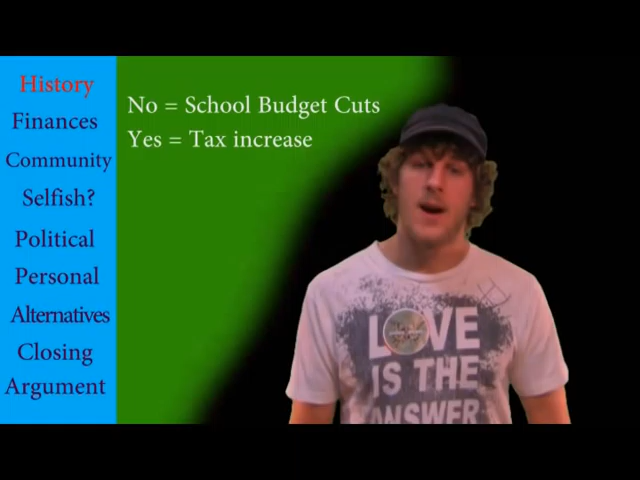 History
Finances
Community
Selfish?
Political
Personal
Alternatives
Closing
Argument
No = School Budget Cuts
Yes = Tax increase
LOVE
IS THE
ANSWER